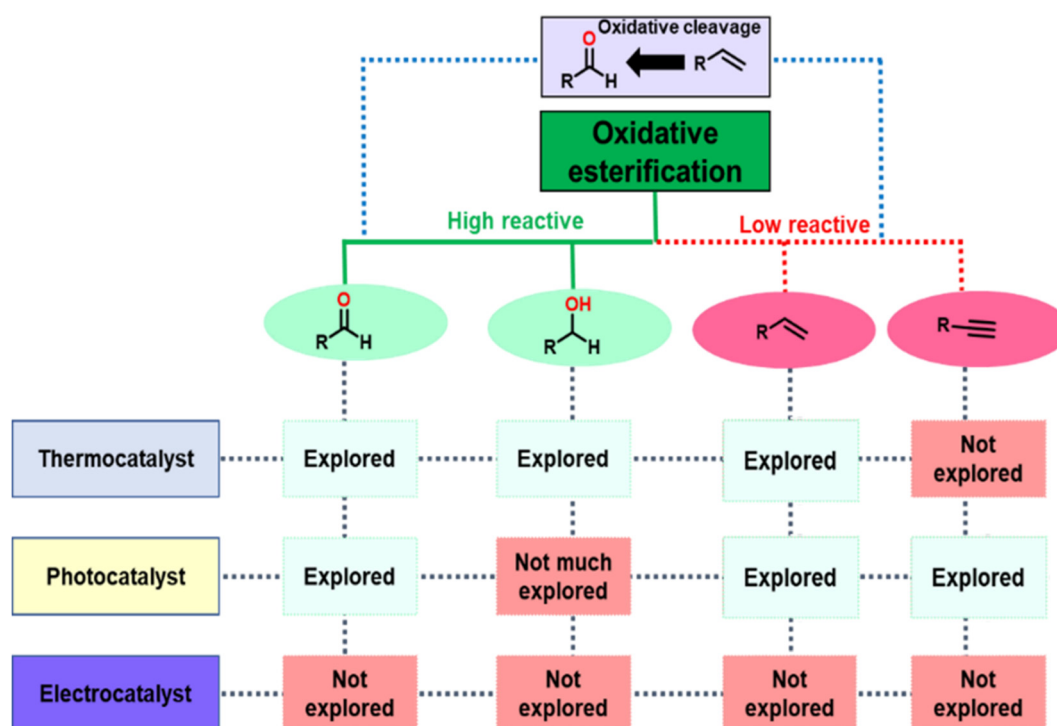 Oxidative cleavage
O
R
H
R
Oxidative
esterification
High reactive
Low reactive
O
R
H
OH
R
H
R
R
Thermocatalyst
Explored
Explored
Explored
Not
explored
Photocatalyst
Explored
Not much
explored
Explored
Explored
Electrocatalyst
Not
explored
Not
explored
Not
explored
Not
explored